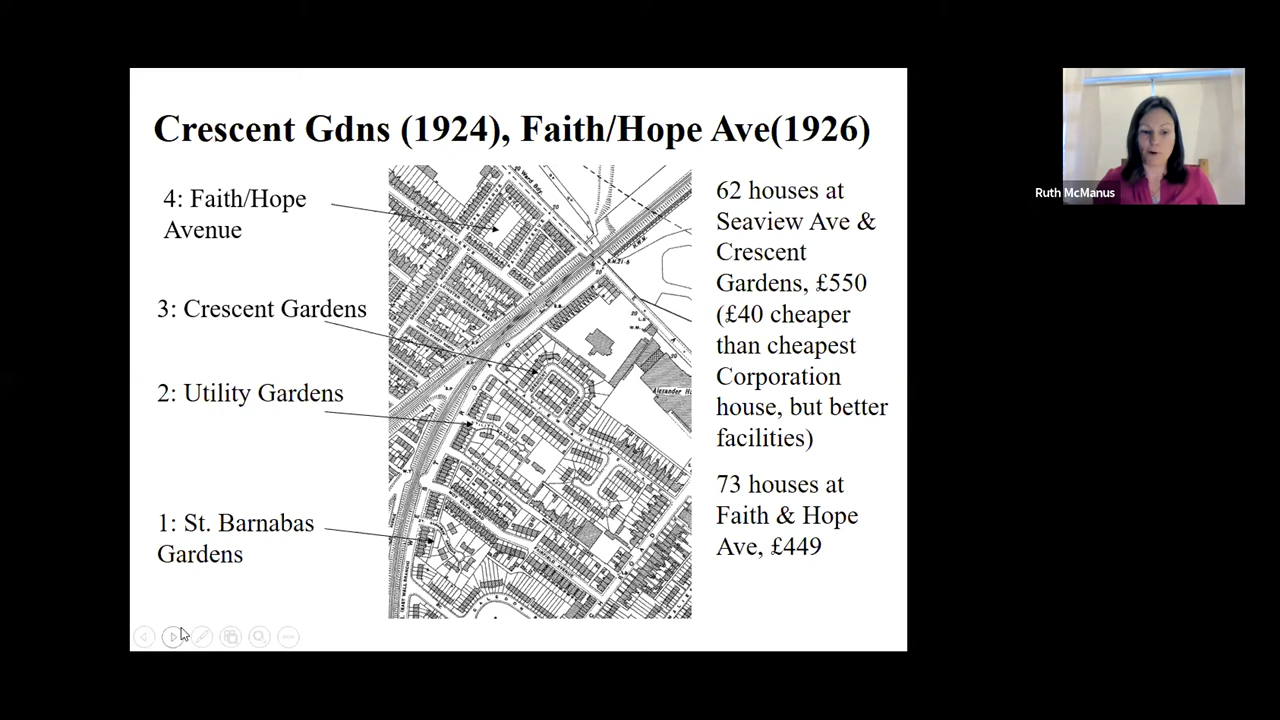 Crescent Gdns (1924), Faith/Hope Ave(1926)
4: Faith/Hope
Avenue
3: Crescent Gardens
2: Utility Gardens
1: St. Barnabas
Gardens
62 houses at
Seaview Ave &
Crescent
Gardens, £550
(£40 cheaper
than cheapest
Corporation
house, but better
facilities)
73 houses at
Faith & Hope
Ave, £449
Ruth McManus